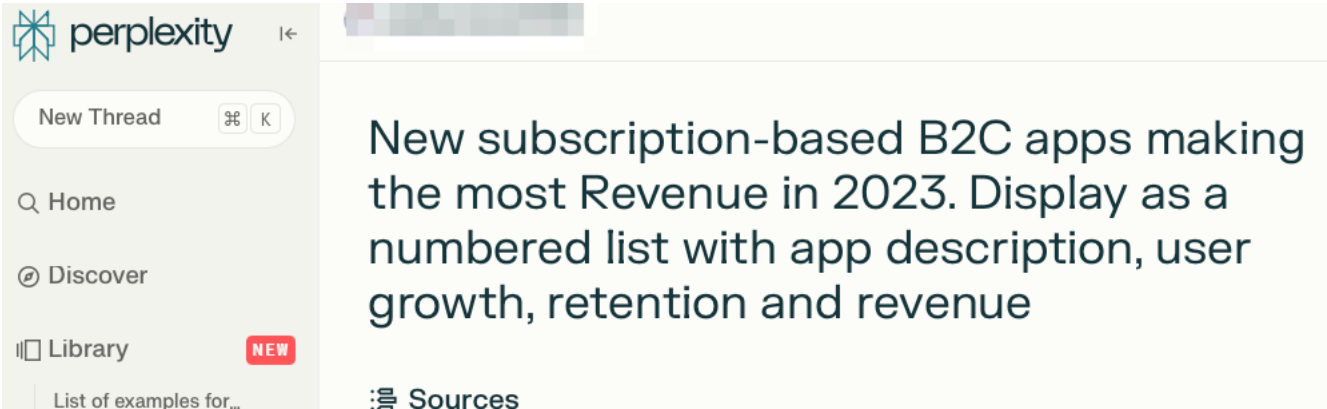 perplexity
New Thread ⌘ K
Home
Discover
Library NEW
List of examples for...
New subscription-based B2C apps making
the most Revenue in 2023. Display as a
numbered list with app description, user
growth, retention and revenue
Sources